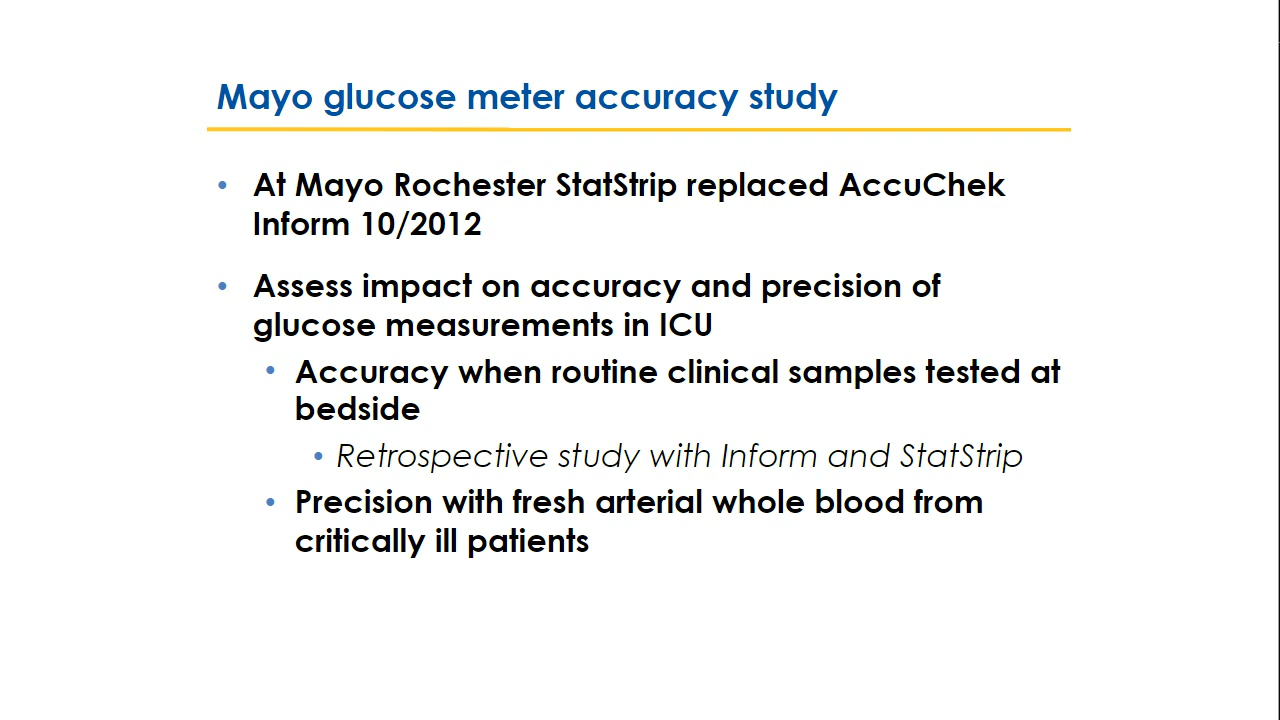 Mayo glucose meter accuracy study
• At Mayo Rochester StatStrip replaced AccuChek
Inform 10/2012
• Assess impact on accuracy and precision of
glucose measurements in ICU
• Accuracy when routine clinical samples tested at
bedside
• Retrospective study with Inform and StatStrip
• Precision with fresh arterial whole blood from
critically ill patients